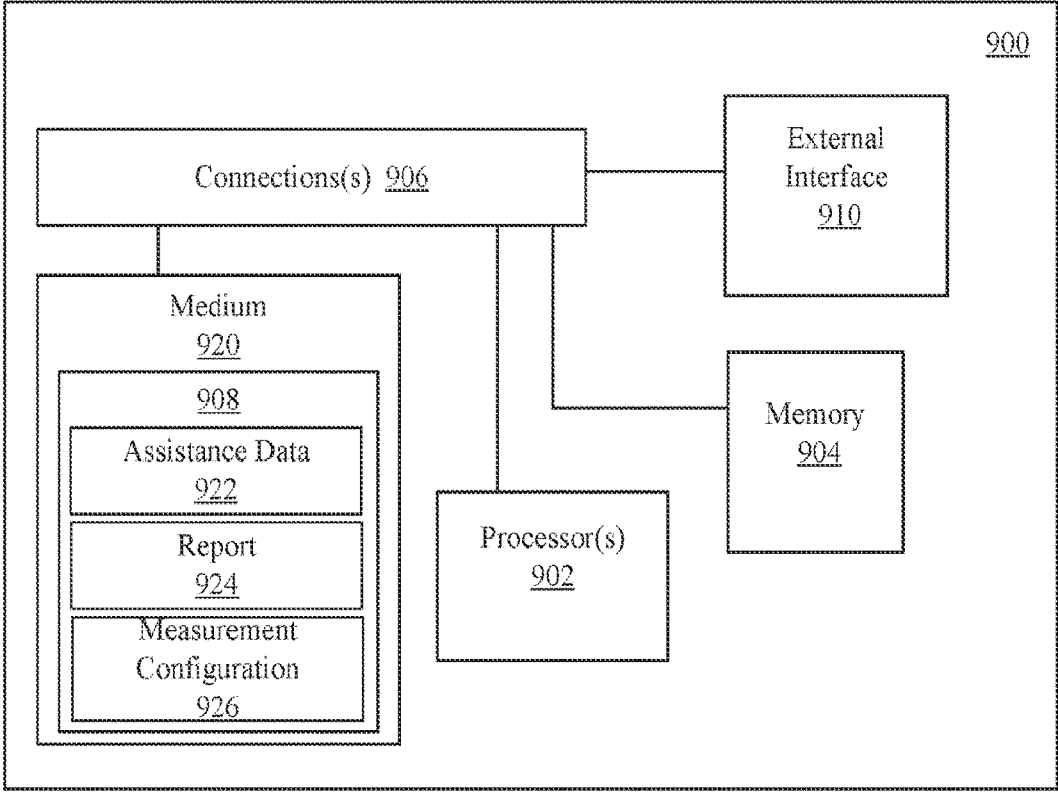 900
Connections(s) 906
External
Interface
910
Medium
920
908
Assistance Data
922
Report
924
Measurement
Configuration
926
Processor(s)
902
Memory
904